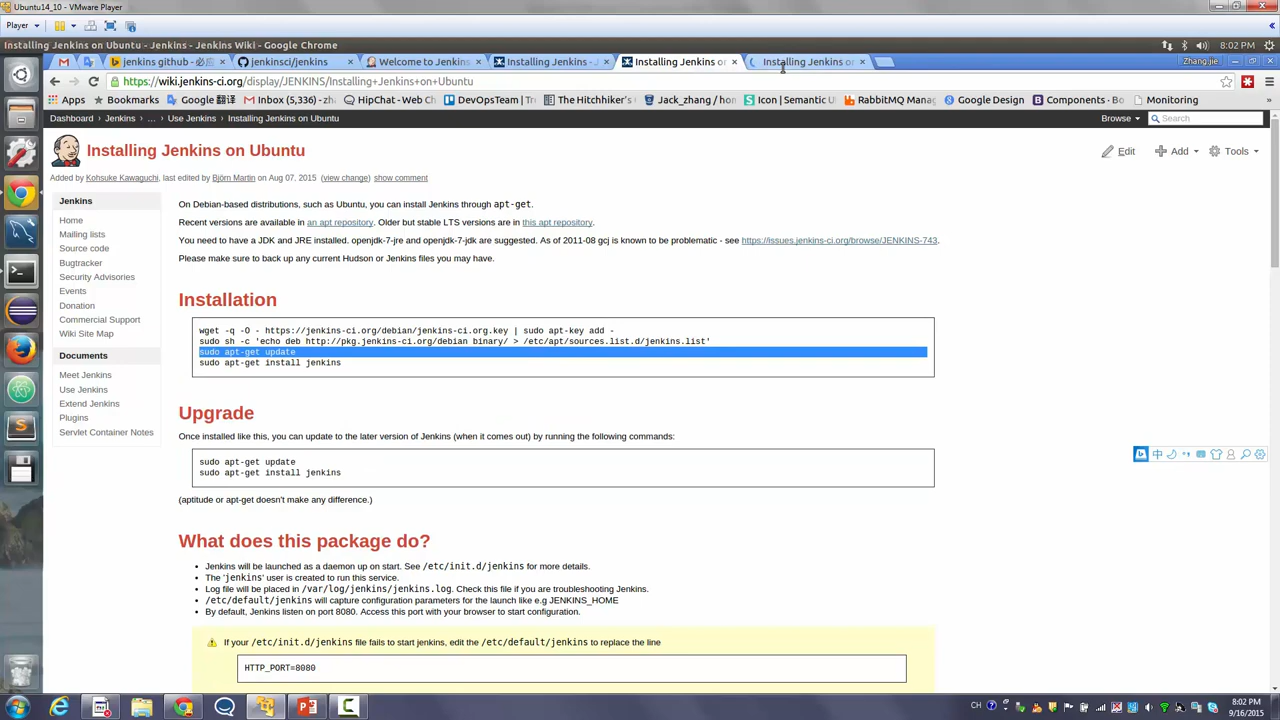 Ubuntu14_10 - VMware Player
Player
Installing Jenkins on Ubuntu - Jenkins - Jenkins Wiki - Google Chrome
8:02 PM
jenkins github - 必应
jenkinsci/jenkins
Welcome to Jenkins
Installing Jenkins - J
Installing Jenkins on
Installing Jenkins on
Zhangjie
https://wiki.jenkins-ci.org/display/JENKINS/Installing+Jenkins+on+Ubuntu
Apps
Bookmarks
Google 翻译
Inbox (5,336) - zh
HipChat - Web C
DevOpsTeam | Tr
The Hitchhiker's
Jack_zhang / hom
Icon | Semantic U
RabbitMQ Manag
Google Design
Components · Bo
Monitoring
Dashboard > Jenkins > ... > Use Jenkins > Installing Jenkins on Ubuntu
Browse
Search
Installing Jenkins on Ubuntu
Edit
Add
Tools
Added by Kohsuke Kawaguchi, last edited by Björn Martin on Aug 07, 2015 (view change) show comment
Jenkins
Home
Mailing lists
Source code
Bugtracker
Security Advisories
Events
Donation
Commercial Support
Wiki Site Map
Documents
Meet Jenkins
Use Jenkins
Extend Jenkins
Plugins
Servlet Container Notes
On Debian-based distributions, such as Ubuntu, you can install Jenkins through apt-get.
Recent versions are available in an apt repository. Older but stable LTS versions are in this apt repository.
You need to have a JDK and JRE installed. openjdk-7-jre and openjdk-7-jdk are suggested. As of 2011-08 gcj is known to be problematic - see https://issues.jenkins-ci.org/browse/JENKINS-743.
Please make sure to back up any current Hudson or Jenkins files you may have.
Installation
wget -q -O - https://jenkins-ci.org/debian/jenkins-ci.org.key | sudo apt-key add -
sudo sh -c 'echo deb http://pkg.jenkins-ci.org/debian binary/ > /etc/apt/sources.list.d/jenkins.list'
sudo apt-get update
sudo apt-get install jenkins
Upgrade
Once installed like this, you can update to the later version of Jenkins (when it comes out) by running the following commands:
sudo apt-get update
sudo apt-get install jenkins
(aptitude or apt-get doesn't make any difference.)
What does this package do?
• Jenkins will be launched as a daemon up on start. See /etc/init.d/jenkins for more details.
• The 'jenkins' user is created to run this service.
• Log file will be placed in /var/log/jenkins/jenkins.log. Check this file if you are troubleshooting Jenkins.
• /etc/default/jenkins will capture configuration parameters for the launch like e.g JENKINS_HOME
• By default, Jenkins listen on port 8080. Access this port with your browser to start configuration.
If your /etc/init.d/jenkins file fails to start jenkins, edit the /etc/default/jenkins to replace the line
HTTP_PORT=8080
中
CH
8:02 PM
9/16/2015